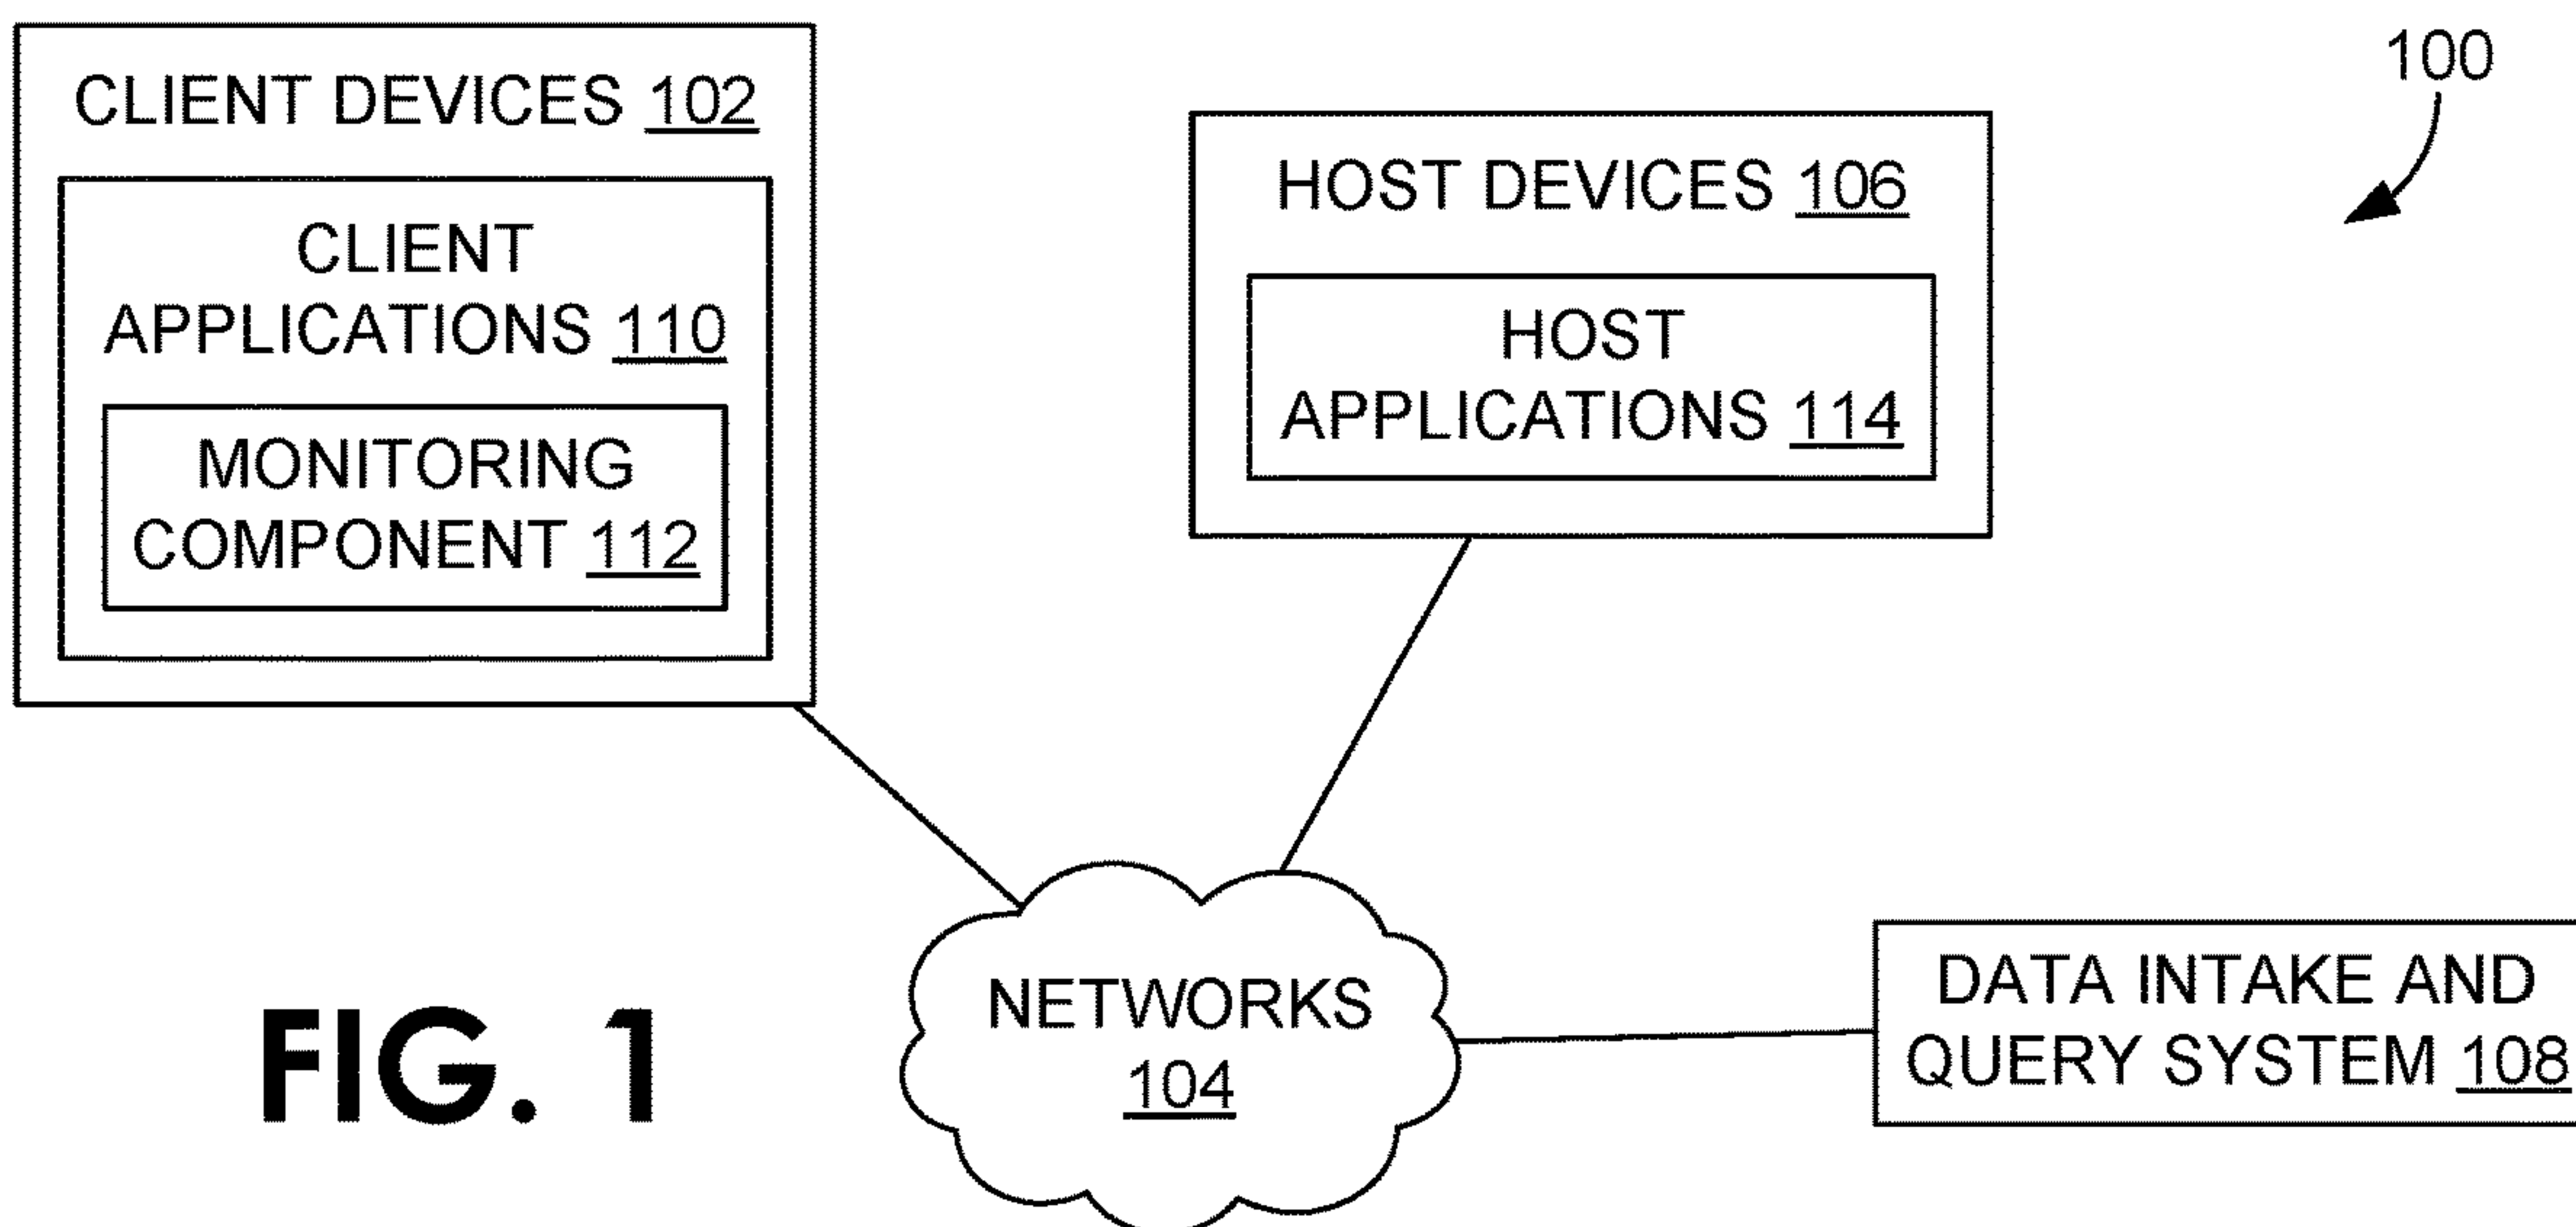 CLIENT DEVICES 102
CLIENT
APPLICATIONS 110
MONITORING
COMPONENT 112
HOST DEVICES 106
HOST
APPLICATIONS 114
100
NETWORKS
104
DATA INTAKE AND
QUERY SYSTEM 108
FIG. 1